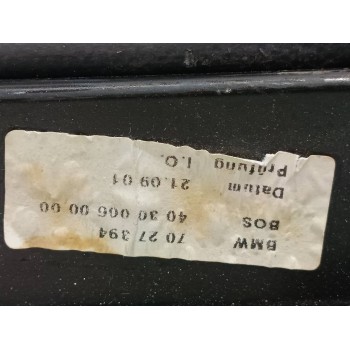 BMW 70 27 394
BOS 40 30 006 00 00
Datum 21.09 01
Prüfung I.O.